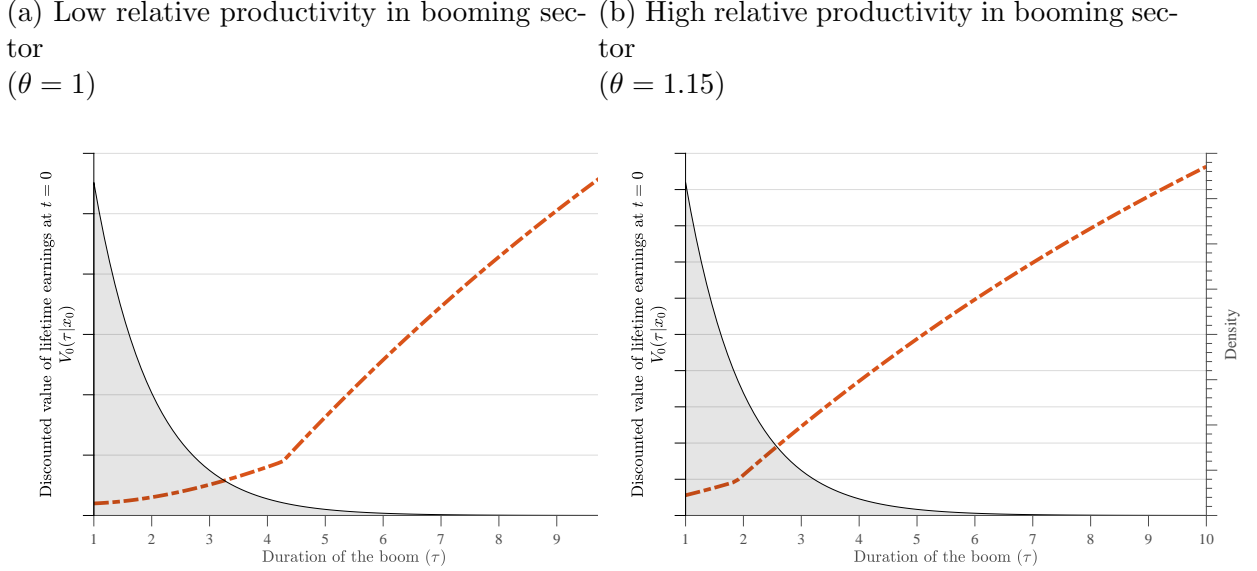 (a) Low relative productivity in booming sec-
tor
(θ = 1)
Discounted value of lifetime earnings at t = 0
V₀(τ|x₀)
1 2 3 4 5 6 7 8 9
Duration of the boom (τ)
(b) High relative productivity in booming sec-
tor
(θ = 1.15)
Discounted value of lifetime earnings at t = 0
V₀(τ|x₀)
1 2 3 4 5 6 7 8 9 10
Duration of the boom (τ)
Density